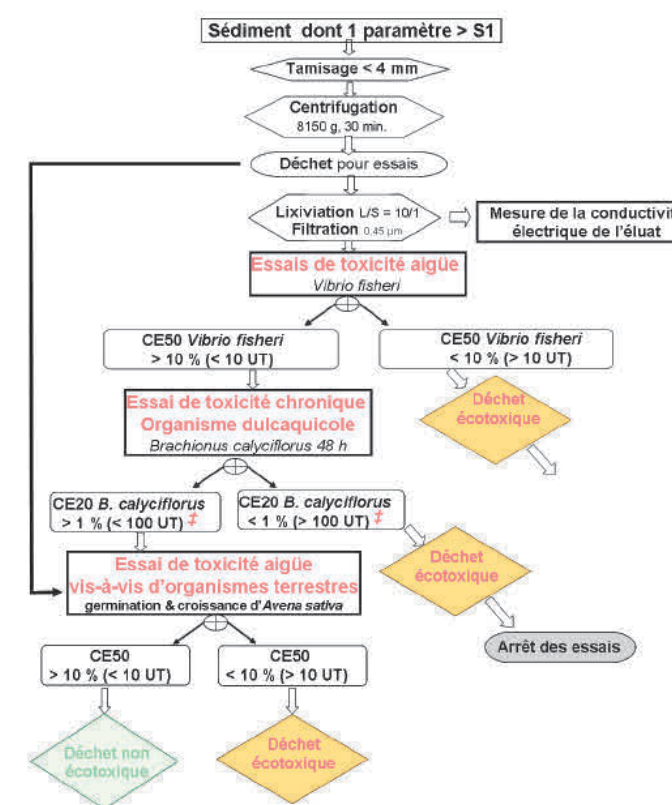 Sédiment dont 1 paramètre > S1
Tamisage < 4 mm
Centrifugation
8150 g, 30 min.
Déchet pour essais
Lixiviation L/S = 10/1
Filtration 0,45 µm
Mesure de la conductivit
électrique de l'éluat
Essais de toxicité aigüe
Vibrio fisheri
CE50 Vibrio fisheri
> 10 % (< 10 UT)
CE50 Vibrio fisheri
< 10 % (> 10 UT)
Déchet
écotoxique
Essai de toxicité chronique
Organisme dulcaquicole
Brachionus calyciflorus 48 h
CE20 B. calyciflorus
> 1 % (< 100 UT) ‡
CE20 B. calyciflorus
< 1 % (> 100 UT) ‡
Déchet
écotoxique
Essai de toxicité aigüe
vis-à-vis d'organismes terrestres
germination & croissance d'Avena sativa
Arrêt des essais
CE50
> 10 % (< 10 UT)
CE50
< 10 % (> 10 UT)
Déchet non
écotoxique
Déchet
écotoxique